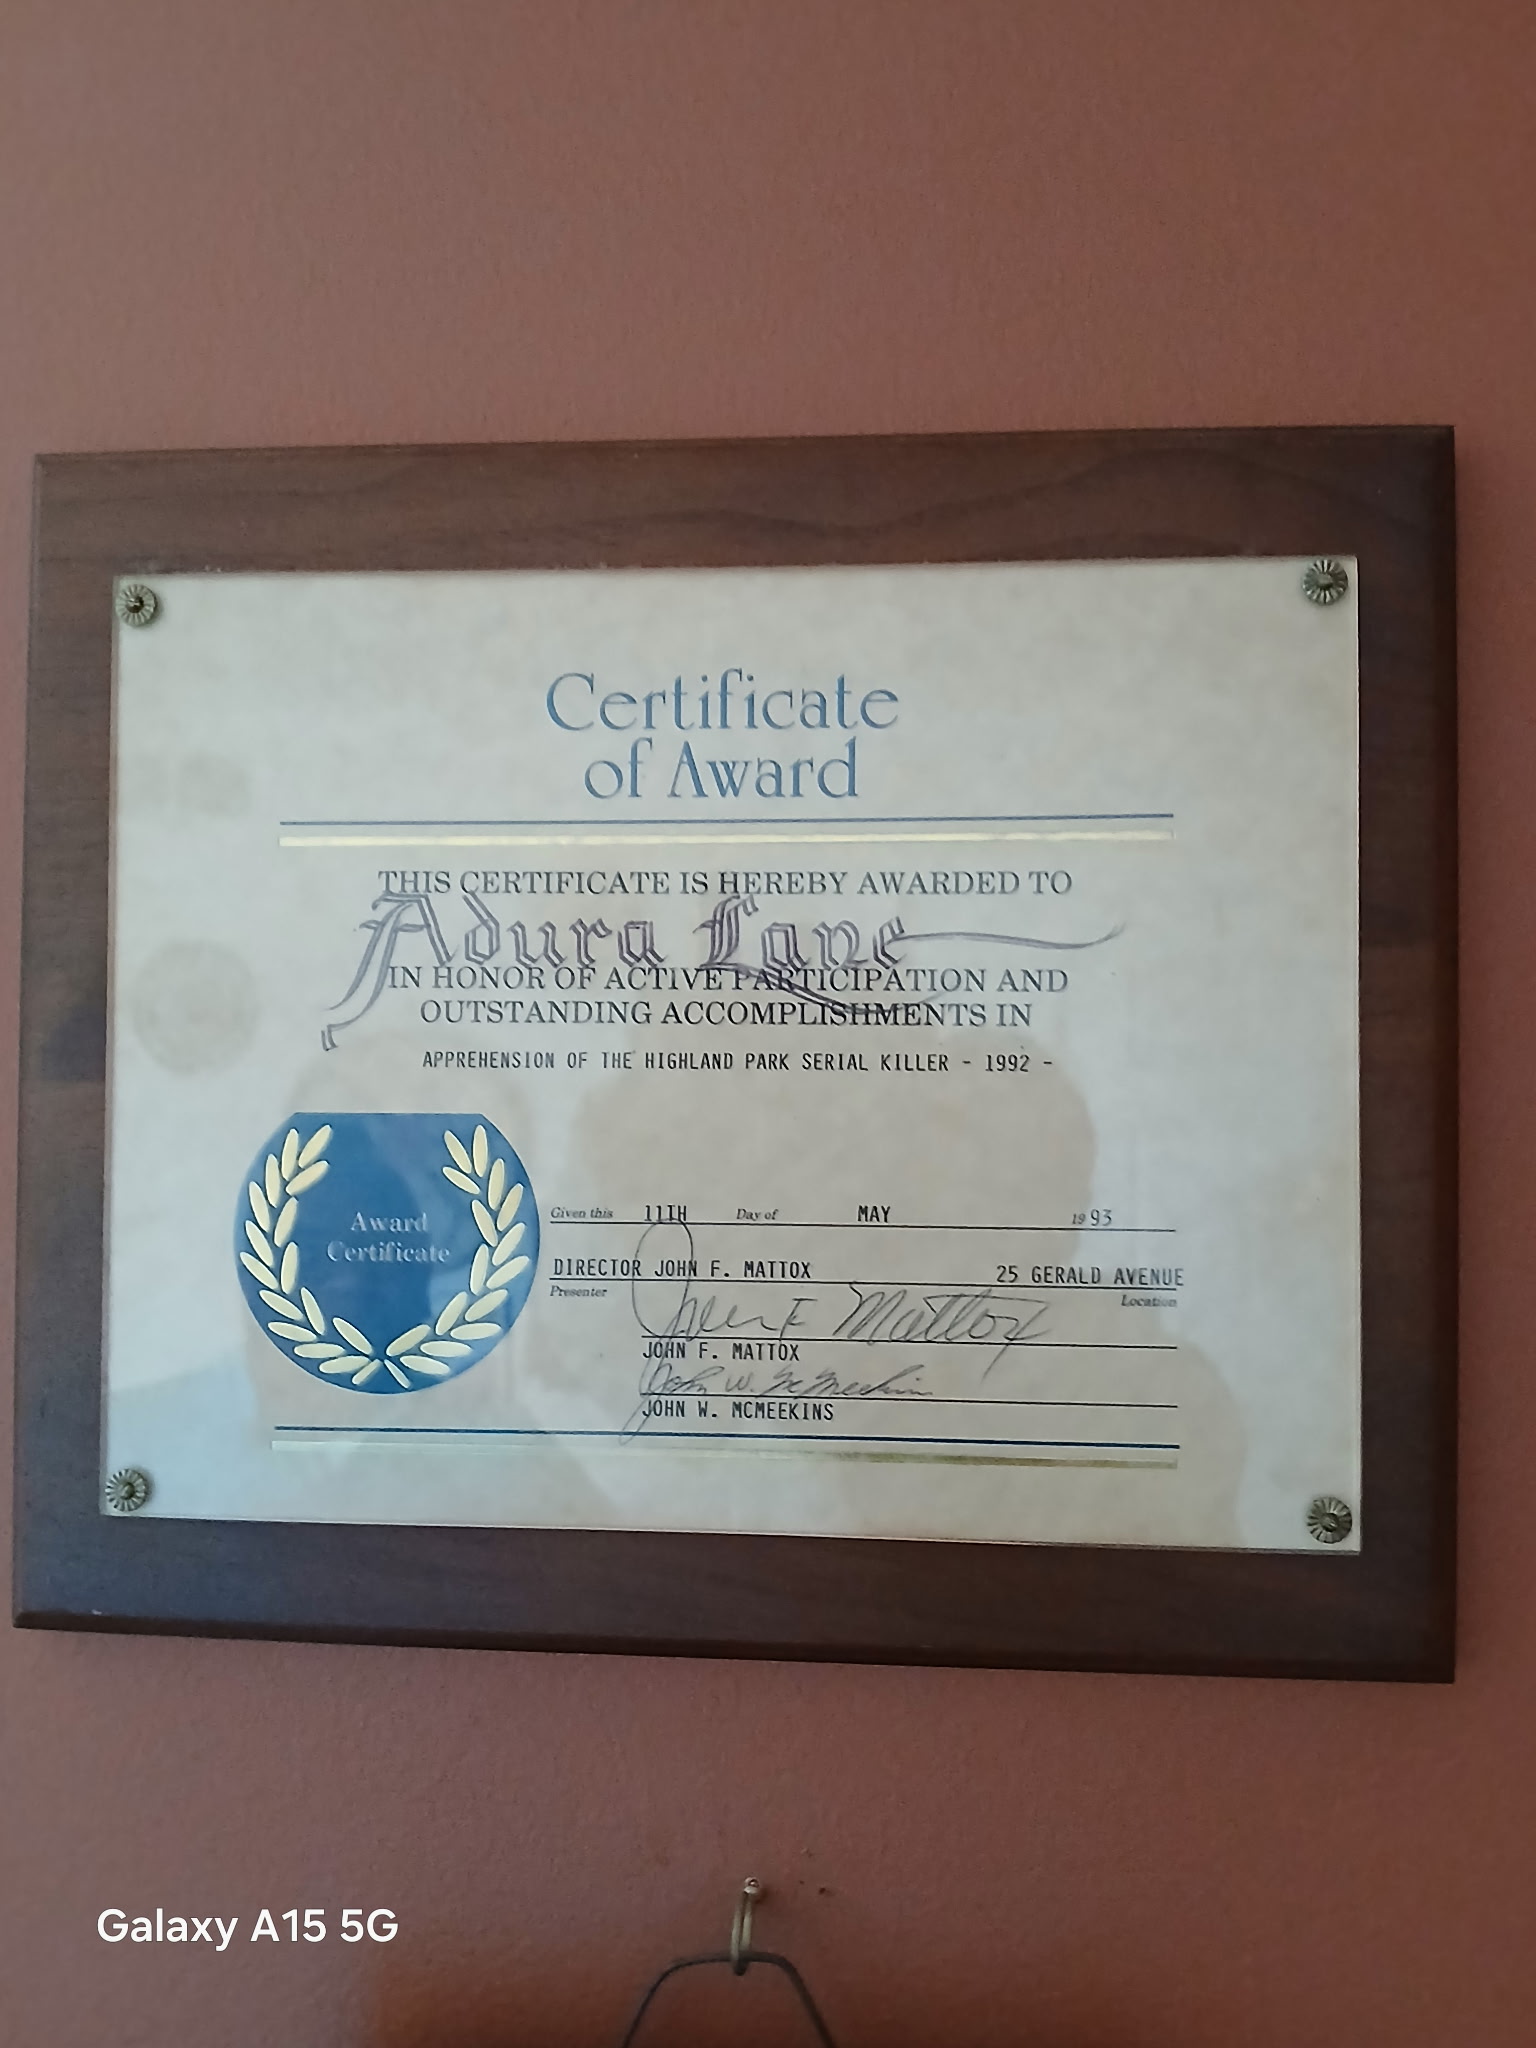 Certificate
of Award
THIS CERTIFICATE IS HEREBY AWARDED TO
Adura Lane
IN HONOR OF ACTIVE PARTICIPATION AND
OUTSTANDING ACCOMPLISHMENTS IN
APPREHENSION OF THE HIGHLAND PARK SERIAL KILLER - 1992 -
Award
Certificate
Given this 11TH Day of MAY 1993
DIRECTOR JOHN F. MATTOX 25 GERALD AVENUE
Presenter Location
John F. Mattox
JOHN F. MATTOX
John W. McMeekins
JOHN W. MCMEEKINS
Galaxy A15 5G